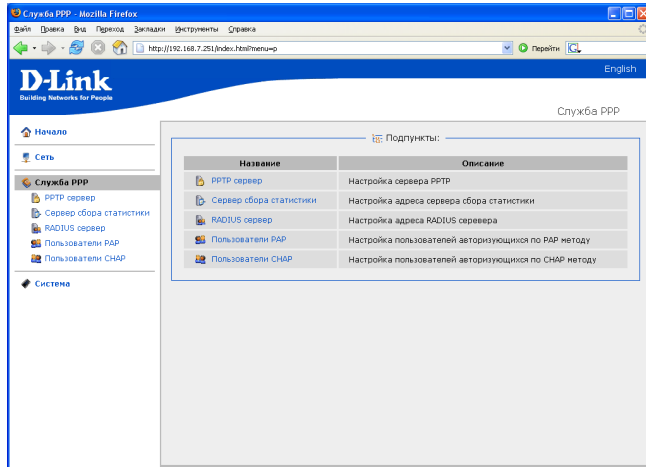 Служба PPP - Mozilla Firefox
Файл Правка Вид Переход Закладки Инструменты Справка
http://192.168.7.251/index.html?menu=p Перейти
English
D-Link
Building Networks for People
Служба PPP
Начало
Сеть
Служба PPP
PPTP сервер
Сервер сбора статистики
RADIUS сервер
Пользователи PAP
Пользователи CHAP
Система
Подпункты:
Название Описание
PPTP сервер Настройка сервера PPTP
Сервер сбора статистики Настройка адреса сервера сбора статистики
RADIUS сервер Настройка адреса RADIUS серевера
Пользователи PAP Настройка пользователей авторизующихся по PAP методу
Пользователи CHAP Настройка пользователей авторизующихся по CHAP методу